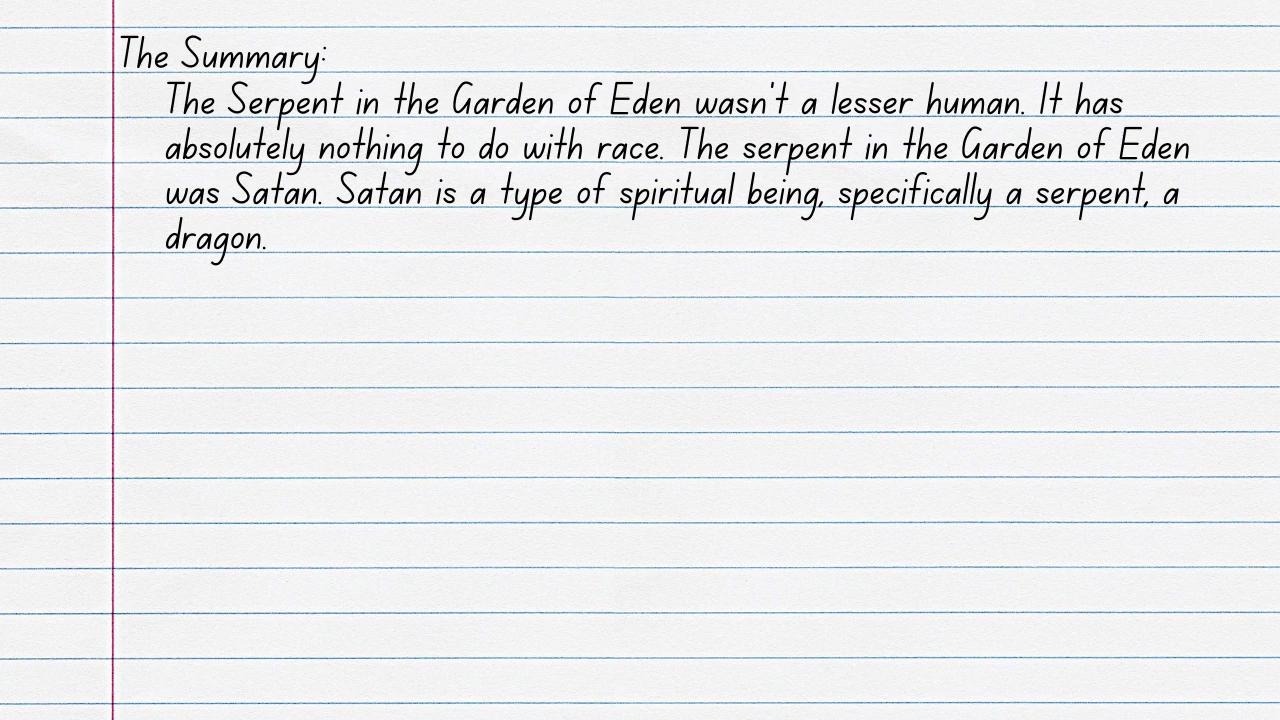 The Summary:
The Serpent in the Garden of Eden wasn't a lesser human. It has
absolutely nothing to do with race. The serpent in the Garden of Eden
was Satan. Satan is a type of spiritual being, specifically a serpent, a
dragon.